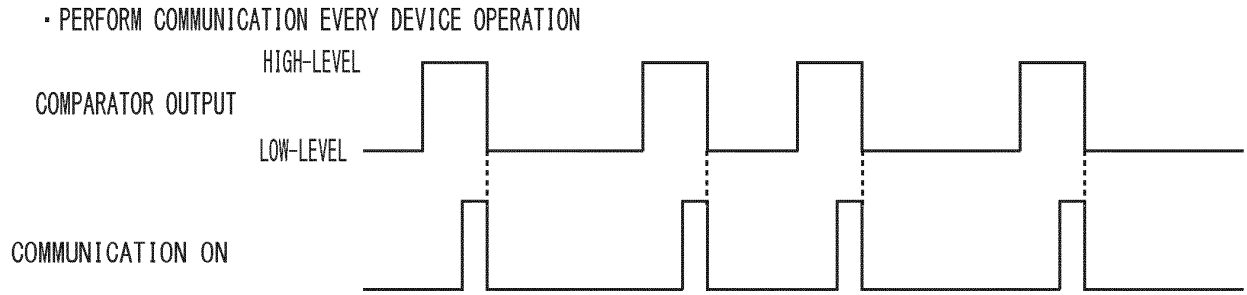 ・PERFORM COMMUNICATION EVERY DEVICE OPERATION
HIGH-LEVEL
COMPARATOR OUTPUT
LOW-LEVEL
COMMUNICATION ON